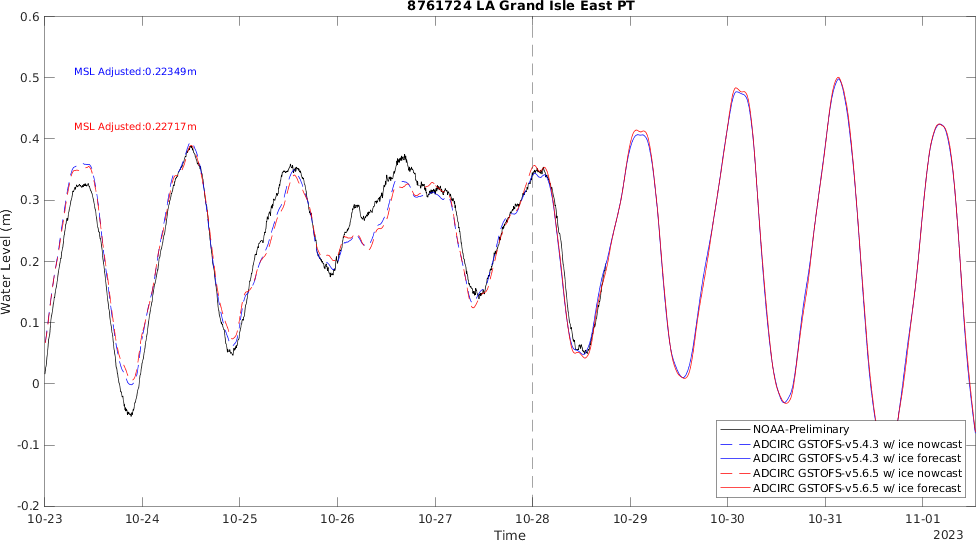 8761724 LA Grand Isle East PT
0.6
0.5
0.4
0.3
0.2
0.1
0
-0.1
-0.2
Water Level (m)
MSL Adjusted:0.22349m
MSL Adjusted:0.22717m
NOAA-Preliminary
ADCIRC GSTOFS-v5.4.3 w/ ice nowcast
ADCIRC GSTOFS-v5.4.3 w/ ice forecast
ADCIRC GSTOFS-v5.6.5 w/ ice nowcast
ADCIRC GSTOFS-v5.6.5 w/ ice forecast
10-23 10-24 10-25 10-26 10-27 10-28 10-29 10-30 10-31 11-01
Time
2023